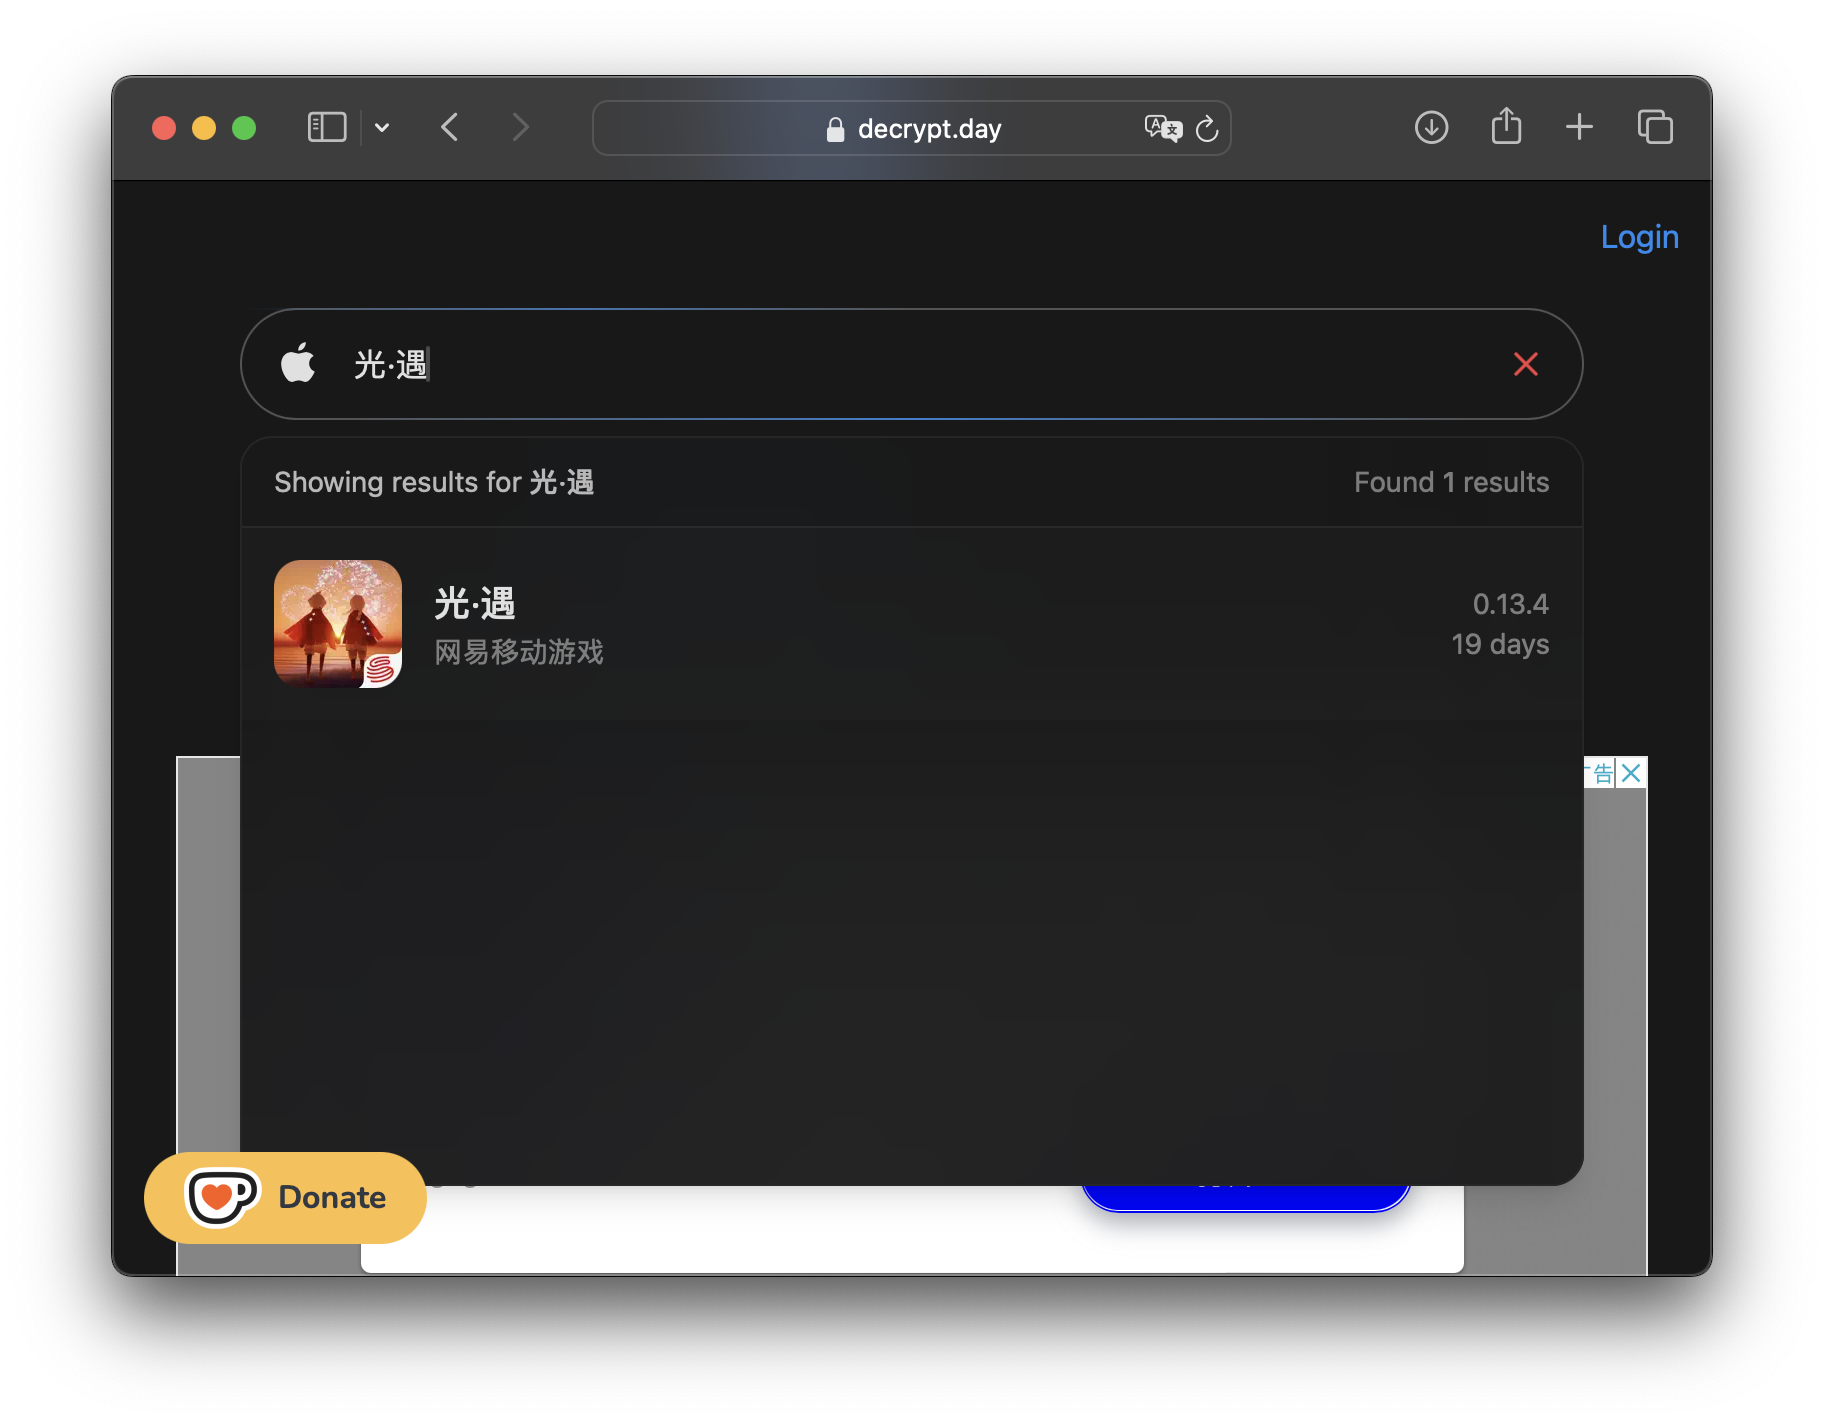 decrypt.day
Login
光·遇
Showing results for 光·遇
Found 1 results
光·遇
网易移动游戏
0.13.4
19 days
告
Donate